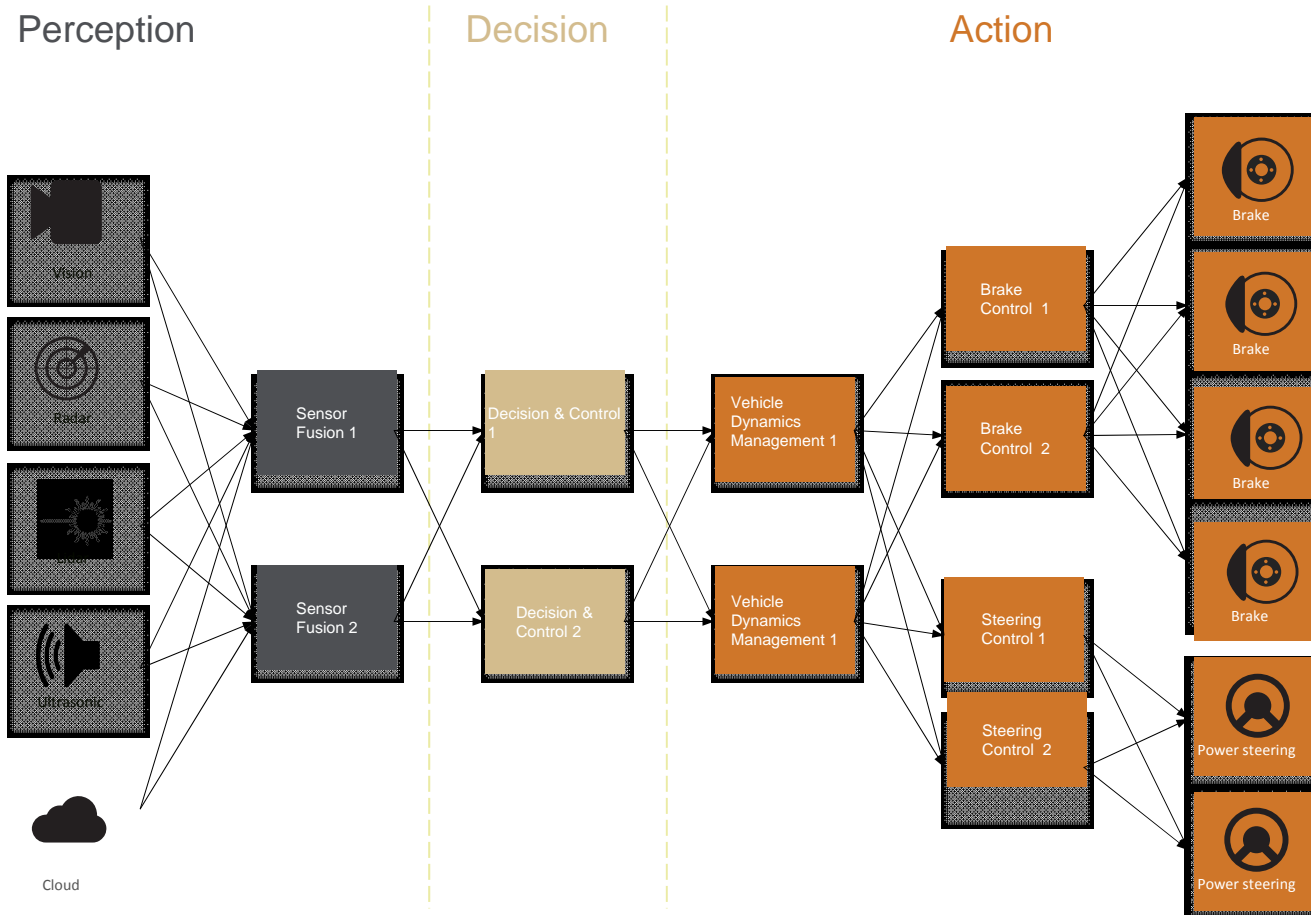 Perception
Decision
Action
Vision
Radar
Lidar
Ultrasonic
Cloud
Sensor
Fusion 1
Sensor
Fusion 2
Decision & Control
1
Decision &
Control 2
Vehicle
Dynamics
Management 1
Vehicle
Dynamics
Management 1
Brake
Control 1
Brake
Control 2
Steering
Control 1
Steering
Control 2
Brake
Brake
Brake
Brake
Power steering
Power steering